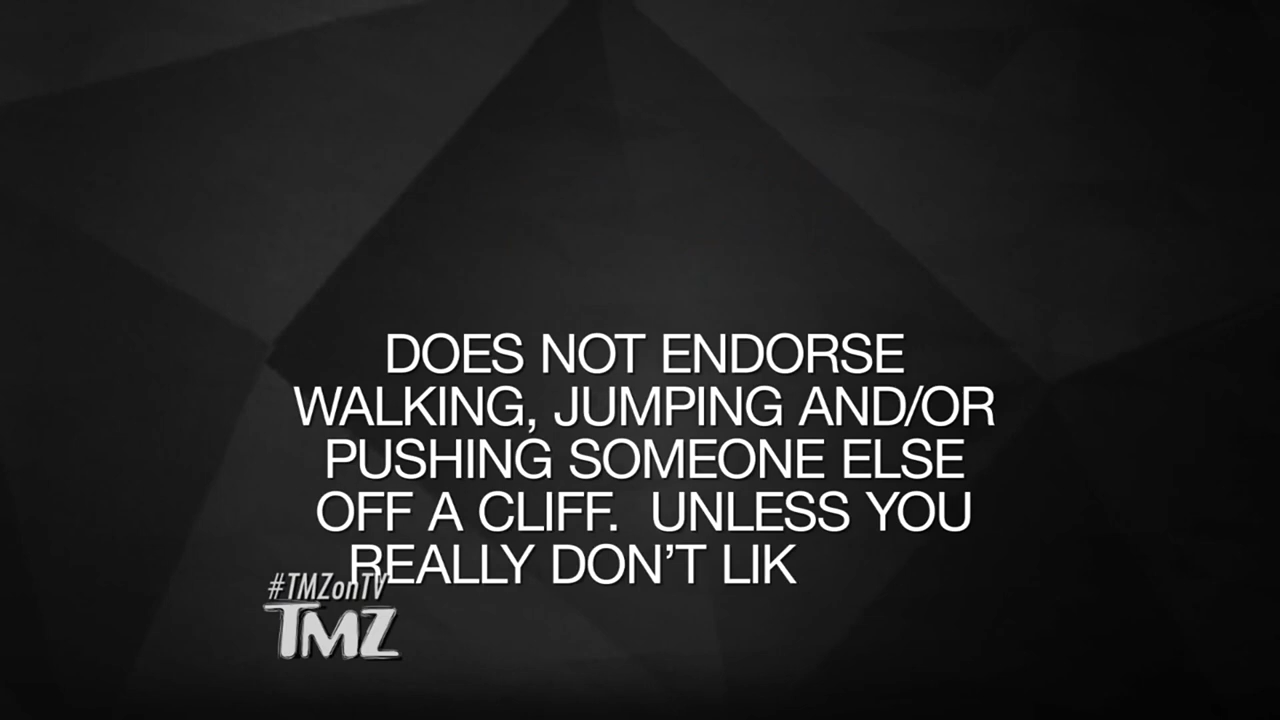 DOES NOT ENDORSE
WALKING, JUMPING AND/OR
PUSHING SOMEONE ELSE
OFF A CLIFF. UNLESS YOU
REALLY DON'T LIK
#TMZonTV
TMZ